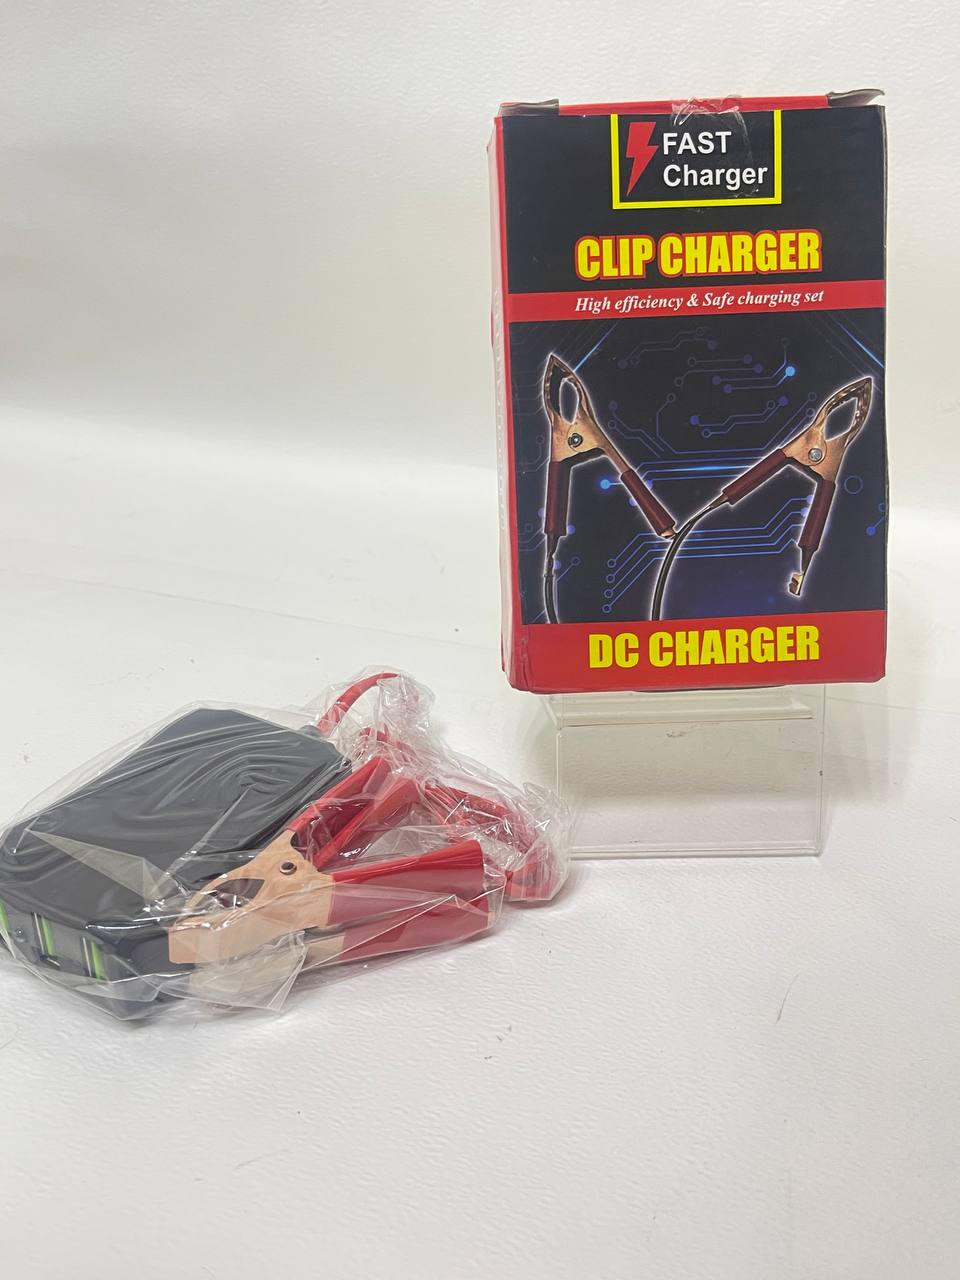 FAST
Charger
CLIP CHARGER
High efficiency & Safe charging set
DC CHARGER